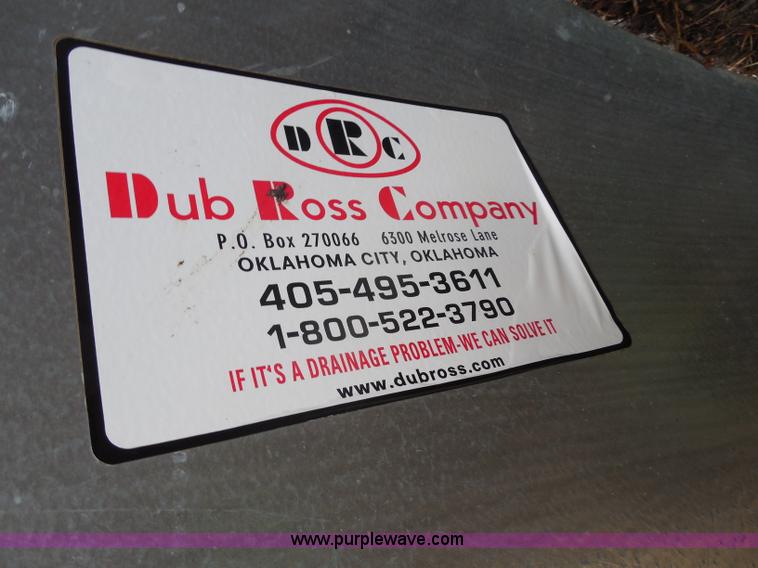 DRC
Dub Ross Company
P.O. Box 270066 6300 Melrose Lane
OKLAHOMA CITY, OKLAHOMA
405-495-3611
1-800-522-3790
IF IT'S A DRAINAGE PROBLEM-WE CAN SOLVE IT
www.dubross.com
www.purplewave.com